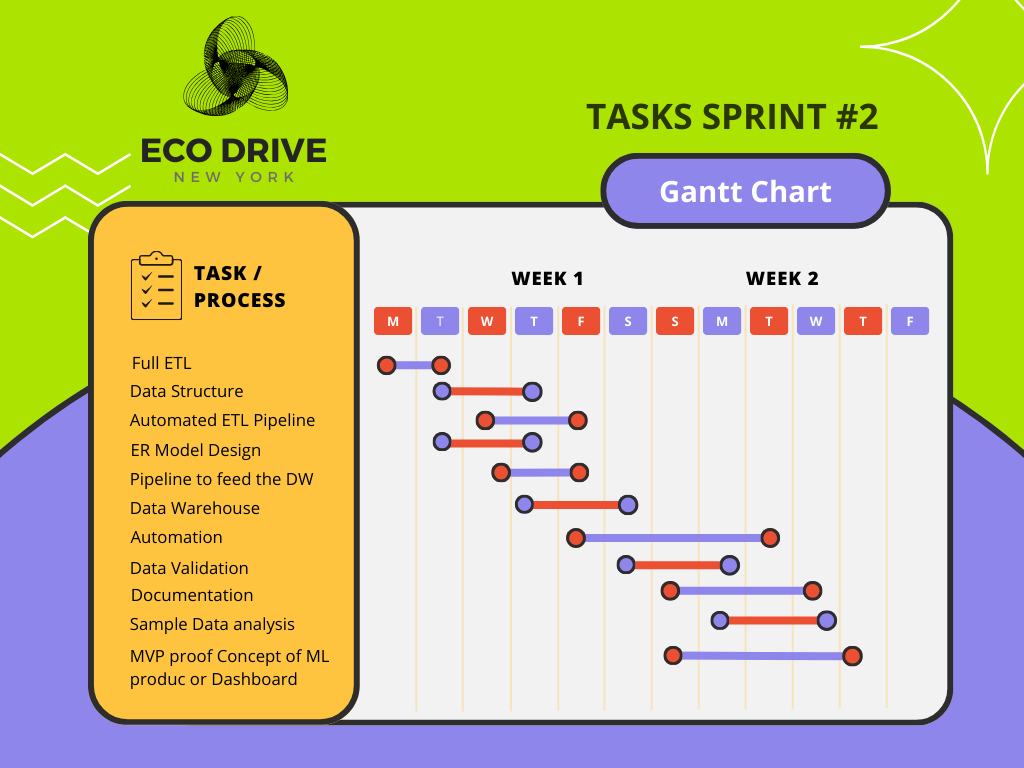 ECO DRIVE
NEW YORK
TASKS SPRINT #2
Gantt Chart
TASK /
PROCESS
WEEK 1 WEEK 2
M T W T F S S M T W T F
Full ETL
Data Structure
Automated ETL Pipeline
ER Model Design
Pipeline to feed the DW
Data Warehouse
Automation
Data Validation
Documentation
Sample Data analysis
MVP proof Concept of ML
produc or Dashboard